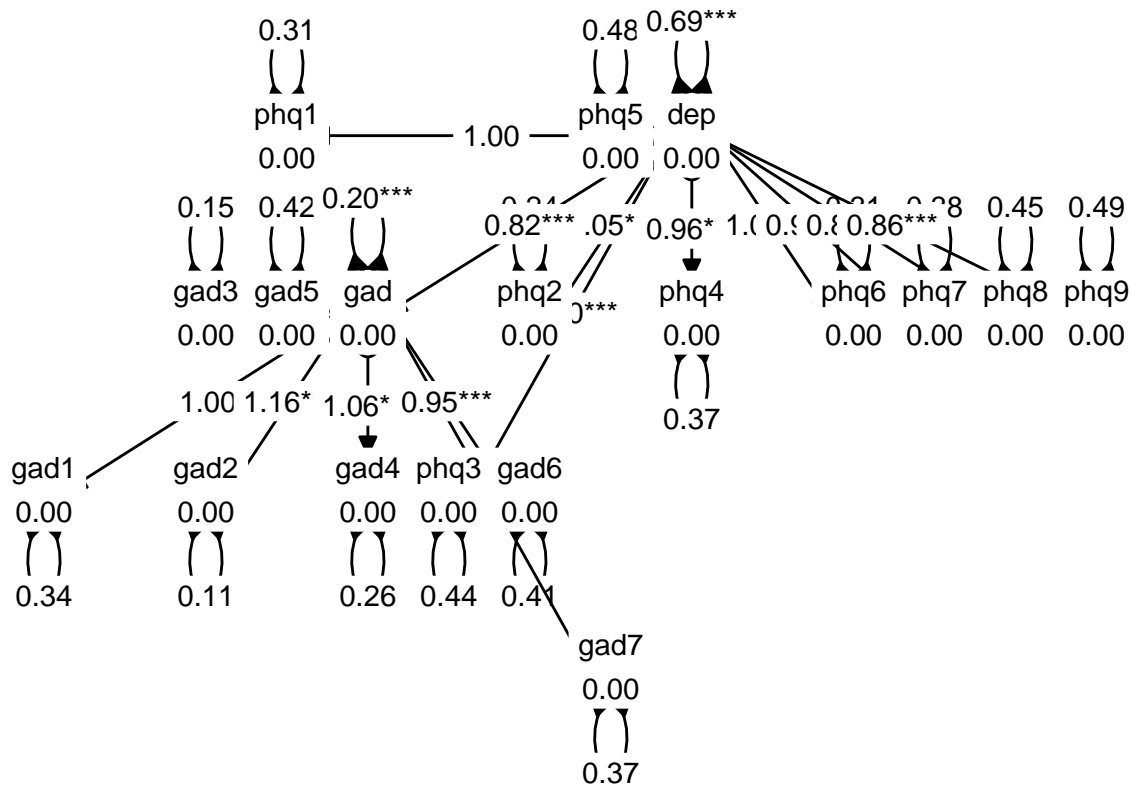 0.31 0.48 0.69***
phq1 phq5 dep
1.00
0.00 0.00 0.00
0.15 0.42 0.20*** 0.45 0.49
0.82*** .05* 0.96* 0.86***
gad3 gad5 gad phq2 phq4 phq6 phq7 phq8 phq9
0.00 0.00 0.00 0.00 0.00 0.00 0.00 0.00 0.00
0***
1.00 1.16* 1.06* 0.95*** 0.37
gad1 gad2 gad4 phq3 gad6
0.00 0.00 0.00 0.00 0.00
0.34 0.11 0.26 0.44 0.41
gad7
0.00
0.37